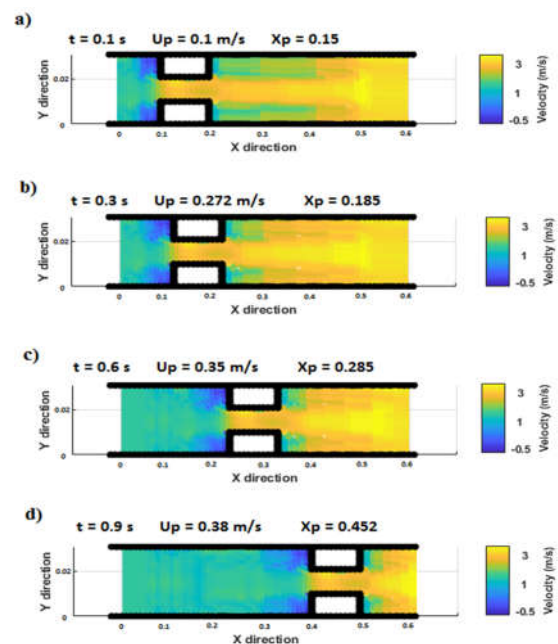 a)
t = 0.1 s Up = 0.1 m/s Xp = 0.15
Y direction
0.02
0
0 0.1 0.2 0.3 0.4 0.5 0.6
X direction
3
1
-0.5
Velocity (m/s)
b)
t = 0.3 s Up = 0.272 m/s Xp = 0.185
Y direction
0.02
0
0 0.1 0.2 0.3 0.4 0.5 0.6
X direction
3
1
-0.5
Velocity (m/s)
c)
t = 0.6 s Up = 0.35 m/s Xp = 0.285
Y direction
0.02
0
0 0.1 0.2 0.3 0.4 0.5 0.6
X direction
3
1
-0.5
Velocity (m/s)
d)
t = 0.9 s Up = 0.38 m/s Xp = 0.452
Y direction
0.02
0
0 0.1 0.2 0.3 0.4 0.5 0.6
X direction
3
1
-0.5
Velocity (m/s)